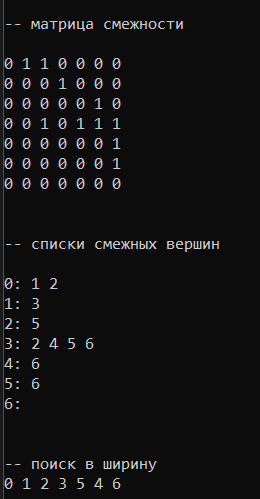 -- матрица смежности
0 1 1 0 0 0 0
0 0 0 1 0 0 0
0 0 0 0 0 1 0
0 0 1 0 1 1 1
0 0 0 0 0 0 1
0 0 0 0 0 0 1
0 0 0 0 0 0 0
-- списки смежных вершин
0: 1 2
1: 3
2: 5
3: 2 4 5 6
4: 6
5: 6
6:
-- поиск в ширину
0 1 2 3 5 4 6